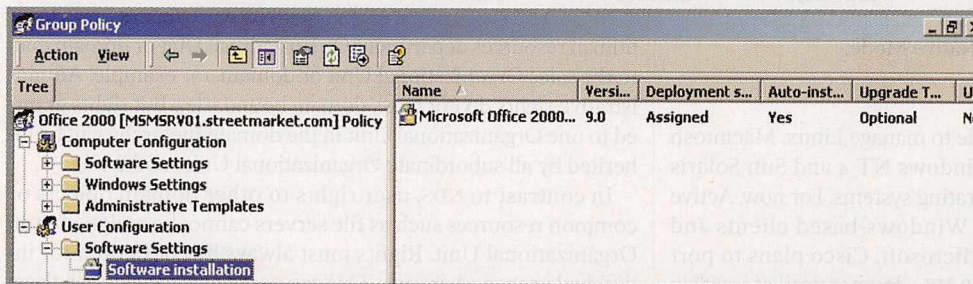 Group Policy
Action View
Tree
Name Versi... Deployment s... Auto-inst... Upgrade T... U
Office 2000 [MSMSRV01.streetmarket.com] Policy
Microsoft Office 2000... 9.0 Assigned Yes Optional
Computer Configuration
Software Settings
Windows Settings
Administrative Templates
User Configuration
Software Settings
Software installation